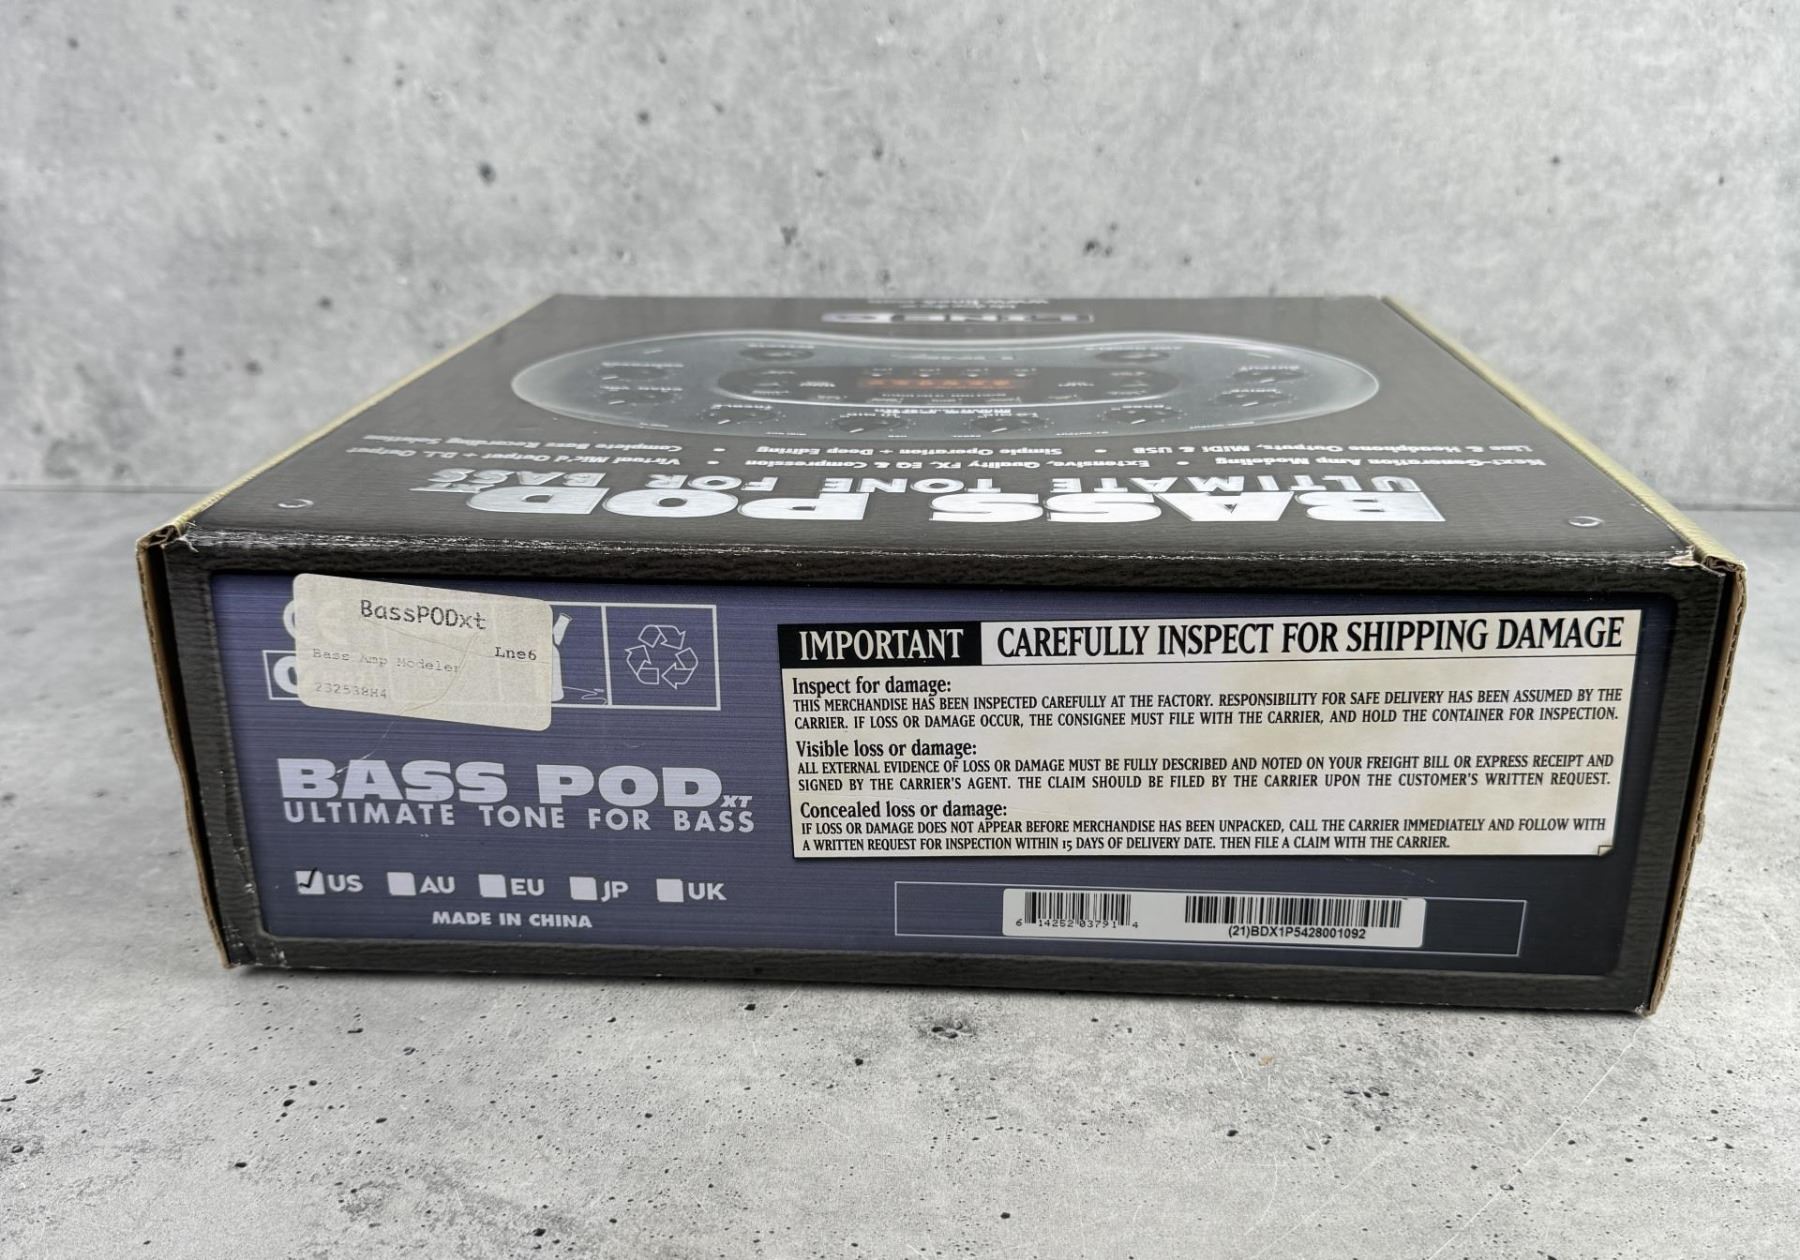 LINE 6
BASS POD XT
ULTIMATE TONE FOR BASS
Next-Generation Amp Modeling • Extensive, Quality FX, EQ & Compression • Virtual Mic'd Output + D.I. Output
Line & Headphone Outputs, MIDI & USB • Simple Operation + Deep Editing • Complete Bass Recording Solution
BassPODxt
Lne6
Bass Amp Modeler
232538H4
BASS POD XT
ULTIMATE TONE FOR BASS
US AU EU JP UK
MADE IN CHINA
IMPORTANT CAREFULLY INSPECT FOR SHIPPING DAMAGE
Inspect for damage:
THIS MERCHANDISE HAS BEEN INSPECTED CAREFULLY AT THE FACTORY. RESPONSIBILITY FOR SAFE DELIVERY HAS BEEN ASSUMED BY THE
CARRIER. IF LOSS OR DAMAGE OCCUR, THE CONSIGNEE MUST FILE WITH THE CARRIER, AND HOLD THE CONTAINER FOR INSPECTION.
Visible loss or damage:
ALL EXTERNAL EVIDENCE OF LOSS OR DAMAGE MUST BE FULLY DESCRIBED AND NOTED ON YOUR FREIGHT BILL OR EXPRESS RECEIPT AND
SIGNED BY THE CARRIER'S AGENT. THE CLAIM SHOULD BE FILED BY THE CARRIER UPON THE CUSTOMER'S WRITTEN REQUEST.
Concealed loss or damage:
IF LOSS OR DAMAGE DOES NOT APPEAR BEFORE MERCHANDISE HAS BEEN UNPACKED, CALL THE CARRIER IMMEDIATELY AND FOLLOW WITH
A WRITTEN REQUEST FOR INSPECTION WITHIN 15 DAYS OF DELIVERY DATE. THEN FILE A CLAIM WITH THE CARRIER.
6 14252 03791 4
(21)BDX1P5428001092